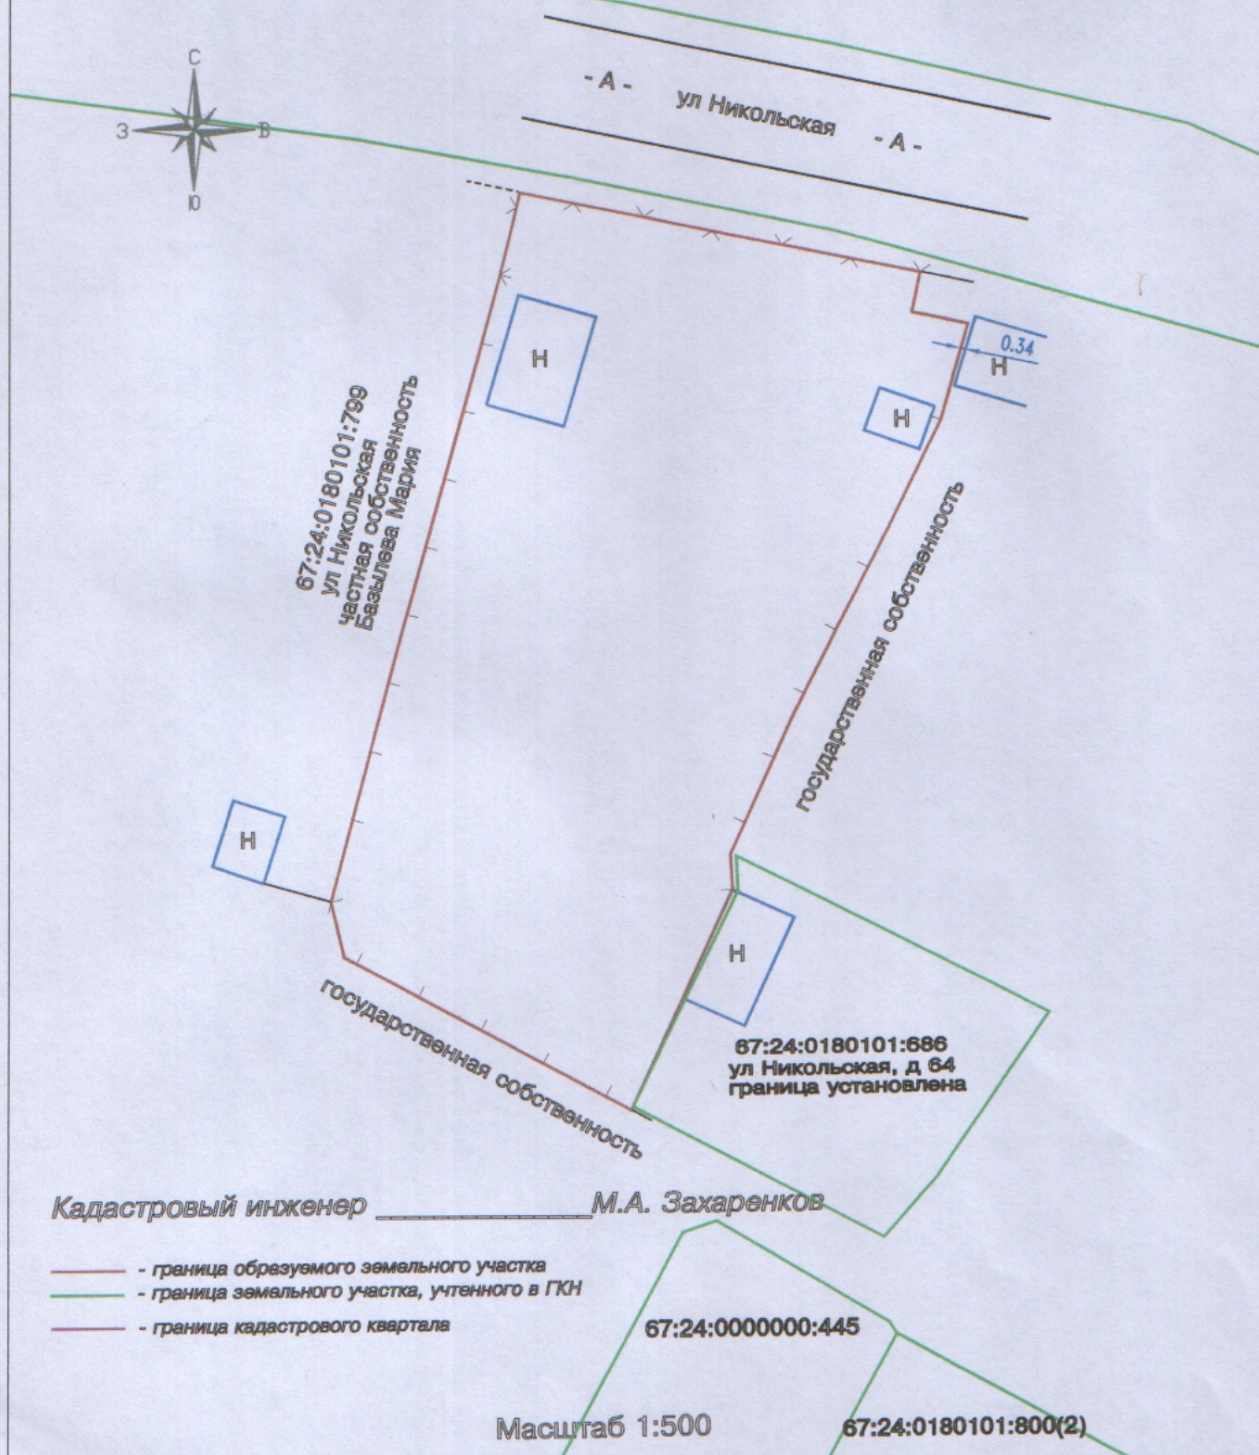 С
З
В
Ю
- А -
ул Никольская
- А -
Н
0.34
Н
Н
67:24:0180101:799
ул Никольская
частная собственность
Базылева Мария
государственная собственность
Н
Н
государственная собственность
67:24:0180101:686
ул Никольская, д 64
граница установлена
Кадастровый инженер ______________М.А. Захаренков
- граница образуемого земельного участка
- граница земельного участка, учтенного в ГКН
- граница кадастрового квартала
67:24:0000000:445
Масштаб 1:500
67:24:0180101:800(2)